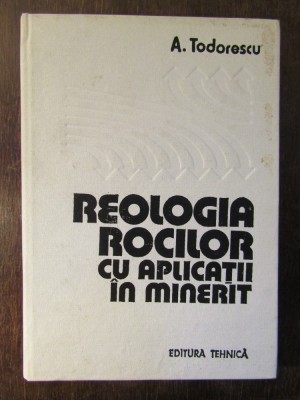 A. Todorescu
REOLOGIA
ROCILOR
CU APLICAȚII
ÎN MINERIT
EDITURA TEHNICĂ